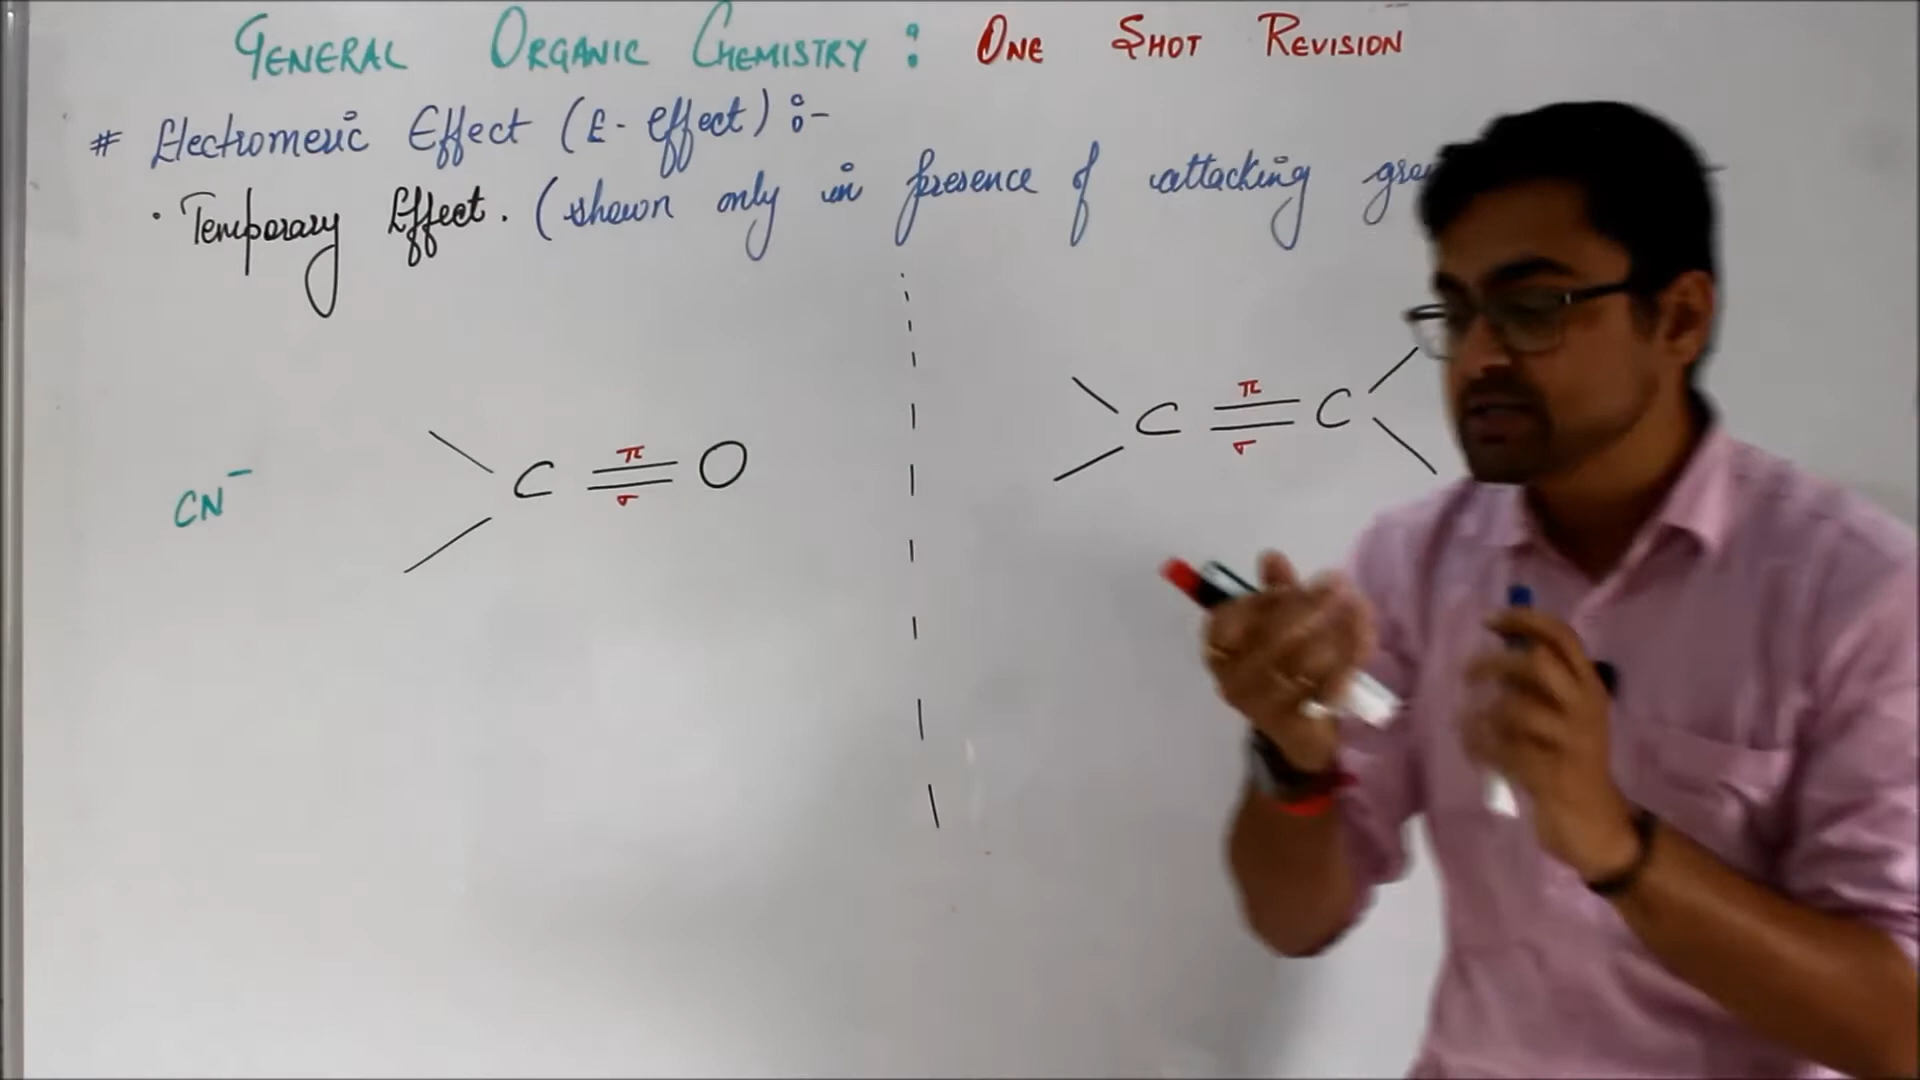 GENERAL ORGANIC CHEMISTRY : ONE SHOT REVISION
# Electromeric Effect (E- effect) :-
· Temporary Effect. (shown only in presence of attacking
π
C = C
σ
π
CN⁻ C = O
σ